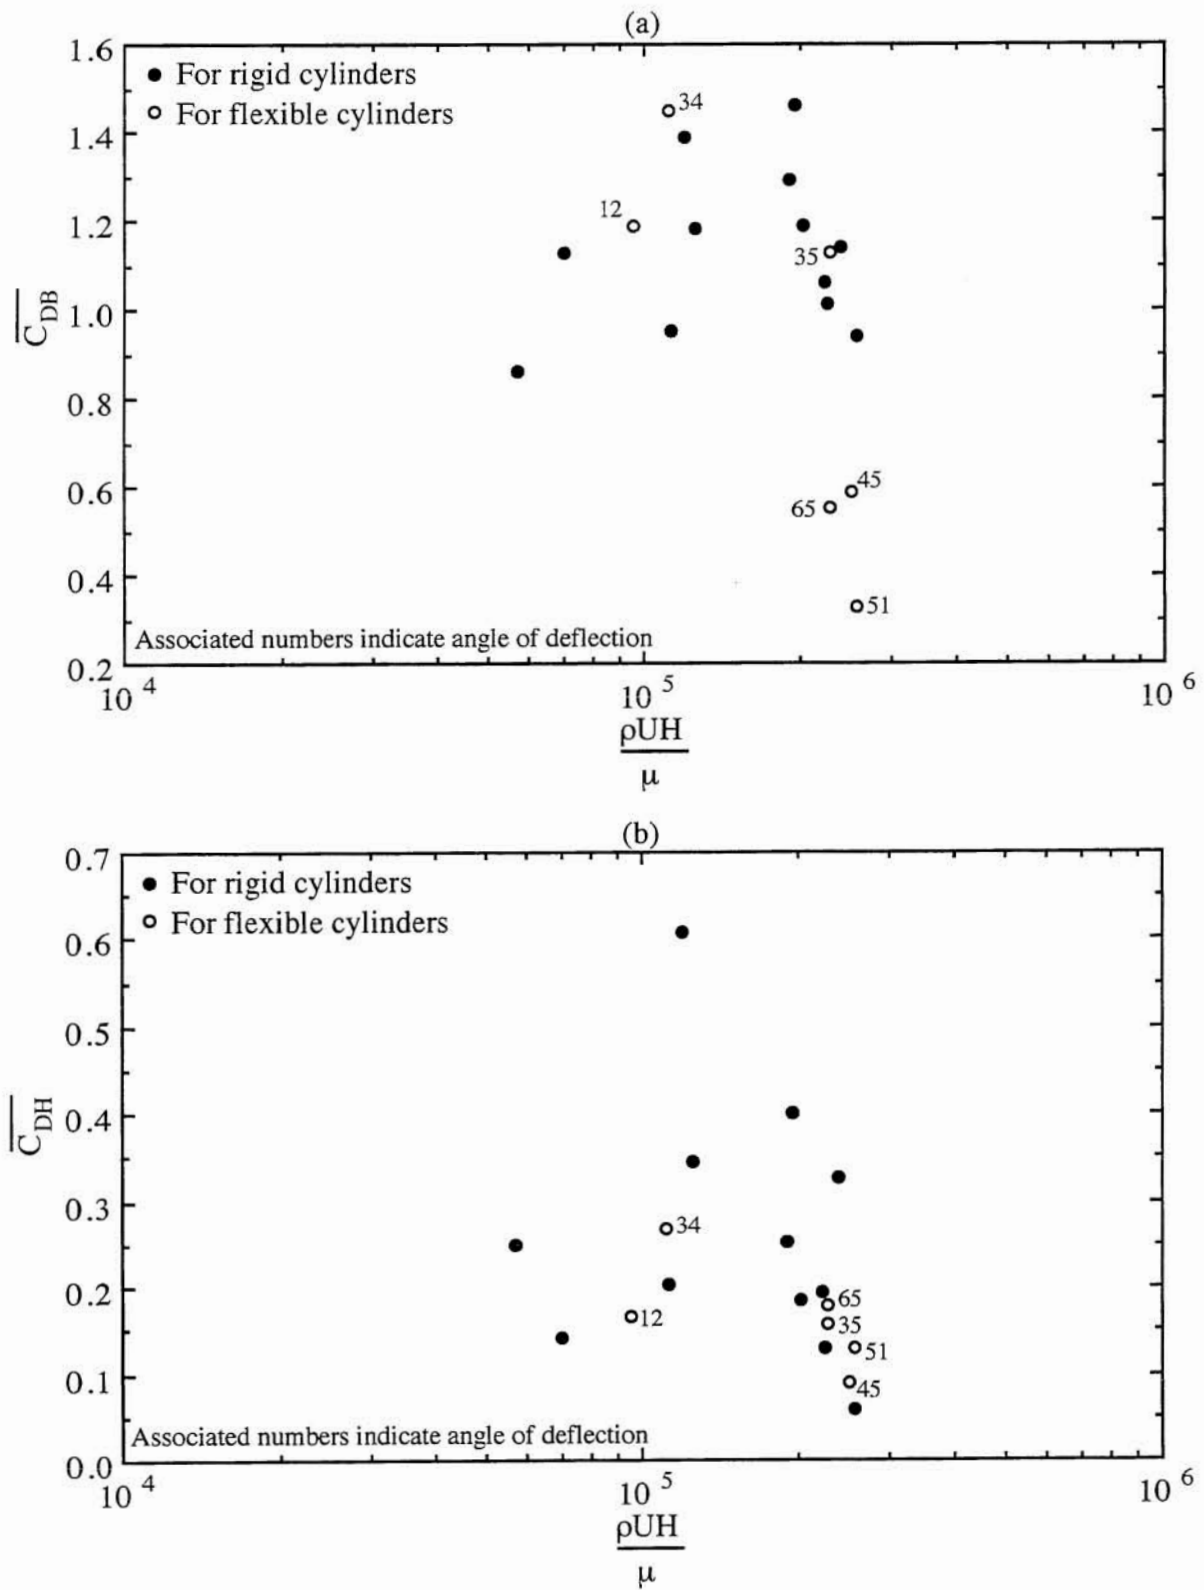 (a)
1.6
1.4
1.2
1.0
0.8
0.6
0.4
0.2
C_DB
● For rigid cylinders
○ For flexible cylinders
34
12
35
45
65
51
Associated numbers indicate angle of deflection
10^4
10^5
10^6
ρUH
μ
(b)
0.7
0.6
0.5
0.4
0.3
0.2
0.1
0.0
C_DH
● For rigid cylinders
○ For flexible cylinders
34
12
65
35
51
45
Associated numbers indicate angle of deflection
10^4
10^5
10^6
ρUH
μ